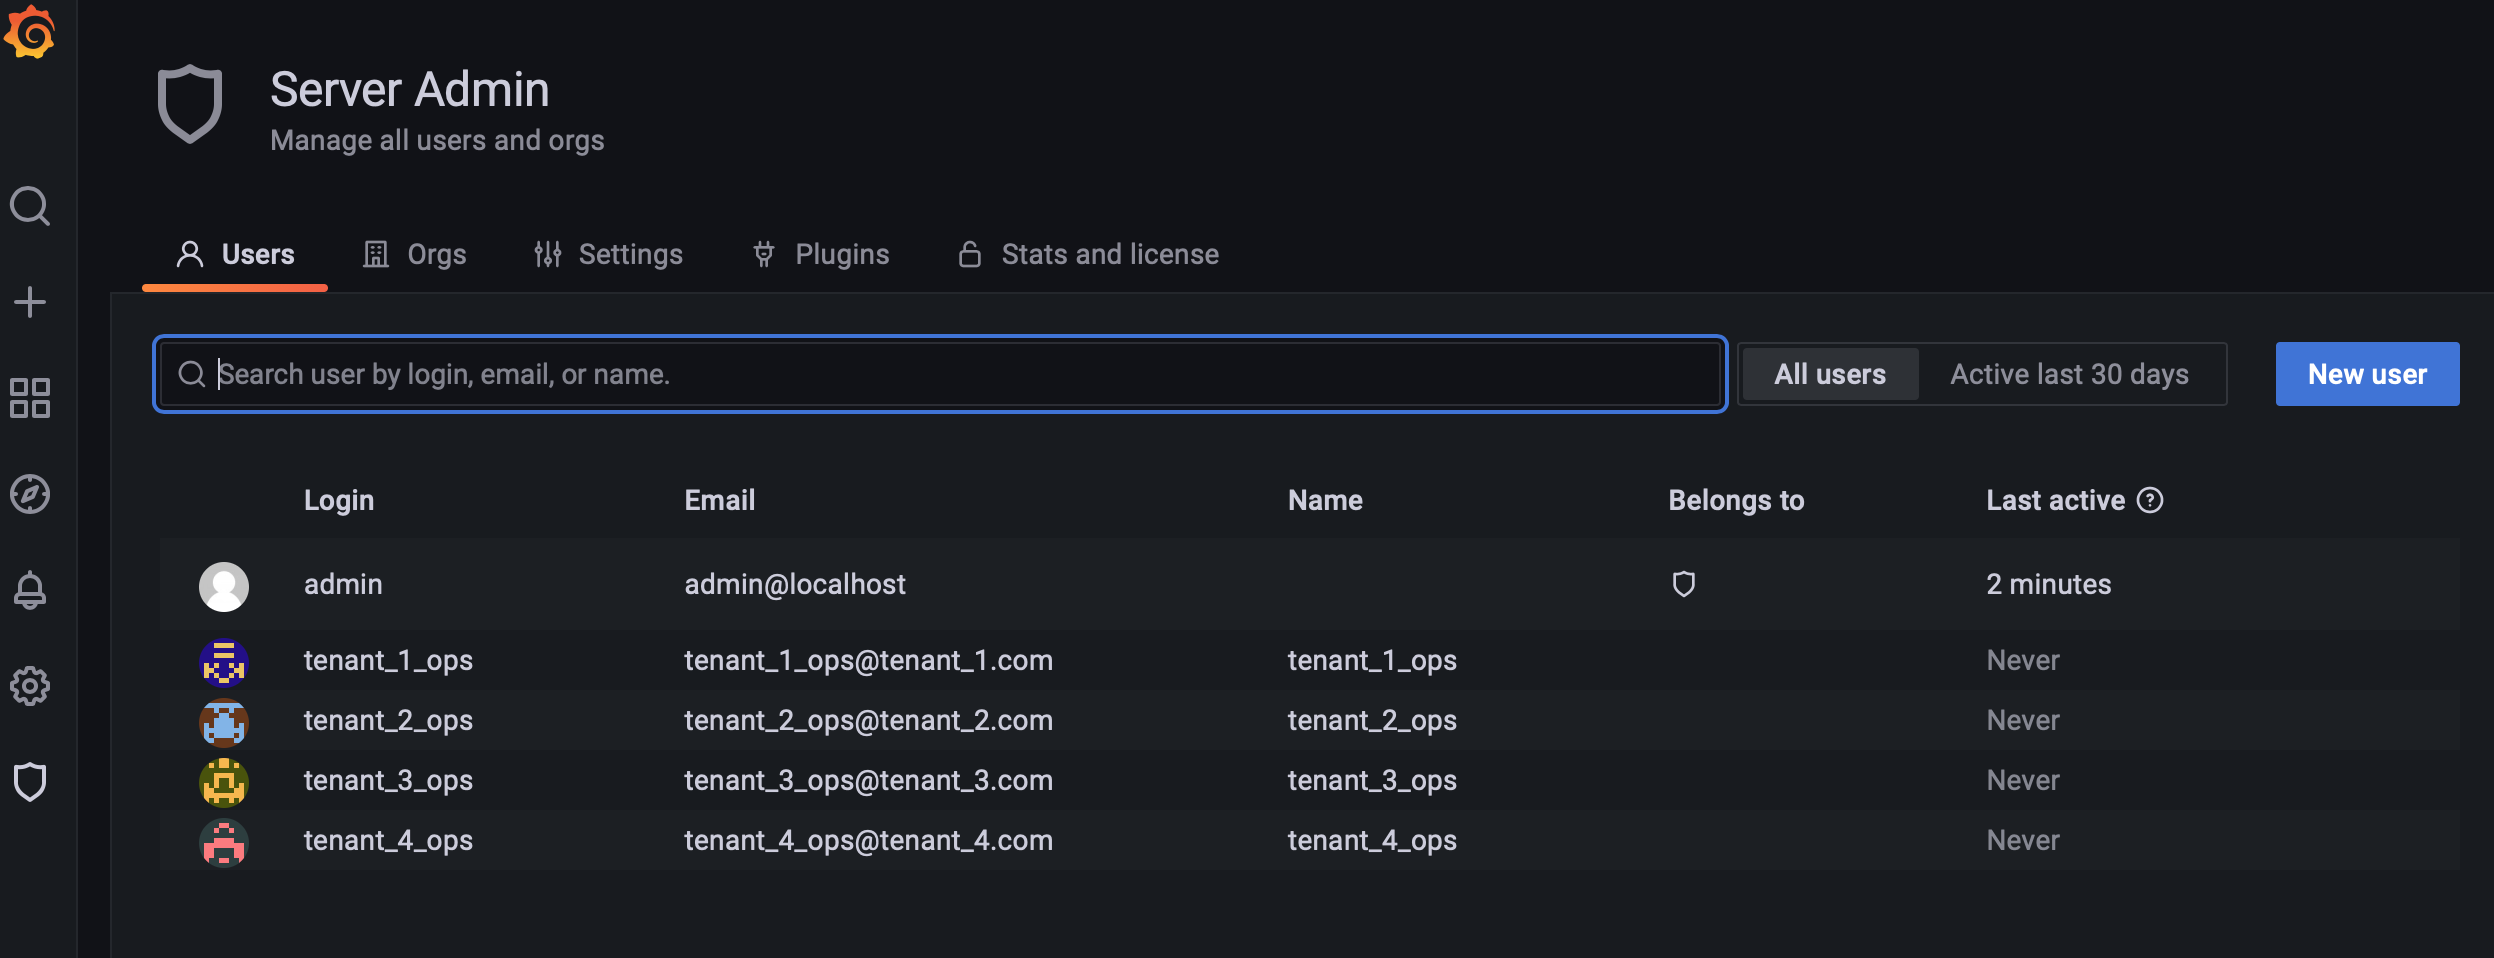 Server Admin
Manage all users and orgs
Users Orgs Settings Plugins Stats and license
Search user by login, email, or name. All users Active last 30 days New user
Login Email Name Belongs to Last active
admin admin@localhost 2 minutes
tenant_1_ops tenant_1_ops@tenant_1.com tenant_1_ops Never
tenant_2_ops tenant_2_ops@tenant_2.com tenant_2_ops Never
tenant_3_ops tenant_3_ops@tenant_3.com tenant_3_ops Never
tenant_4_ops tenant_4_ops@tenant_4.com tenant_4_ops Never